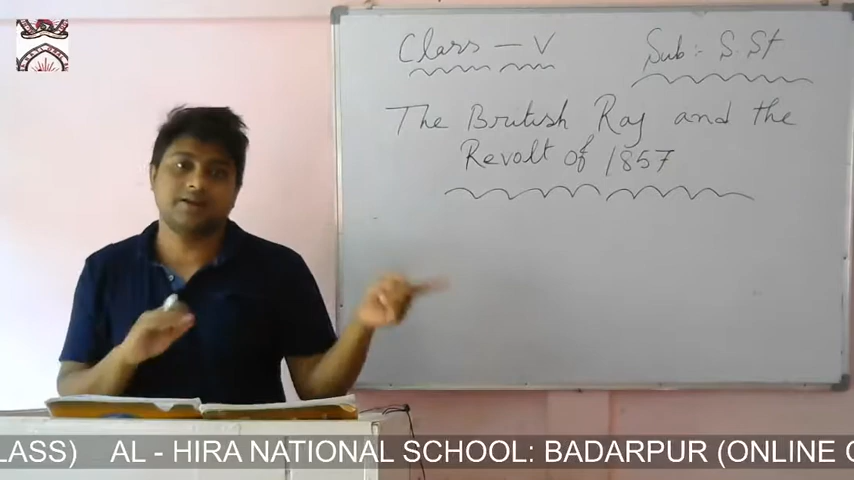 Class - V
Sub:- S.St
The British Raj and the
Revolt of 1857
LASS) AL - HIRA NATIONAL SCHOOL: BADARPUR (ONLINE C